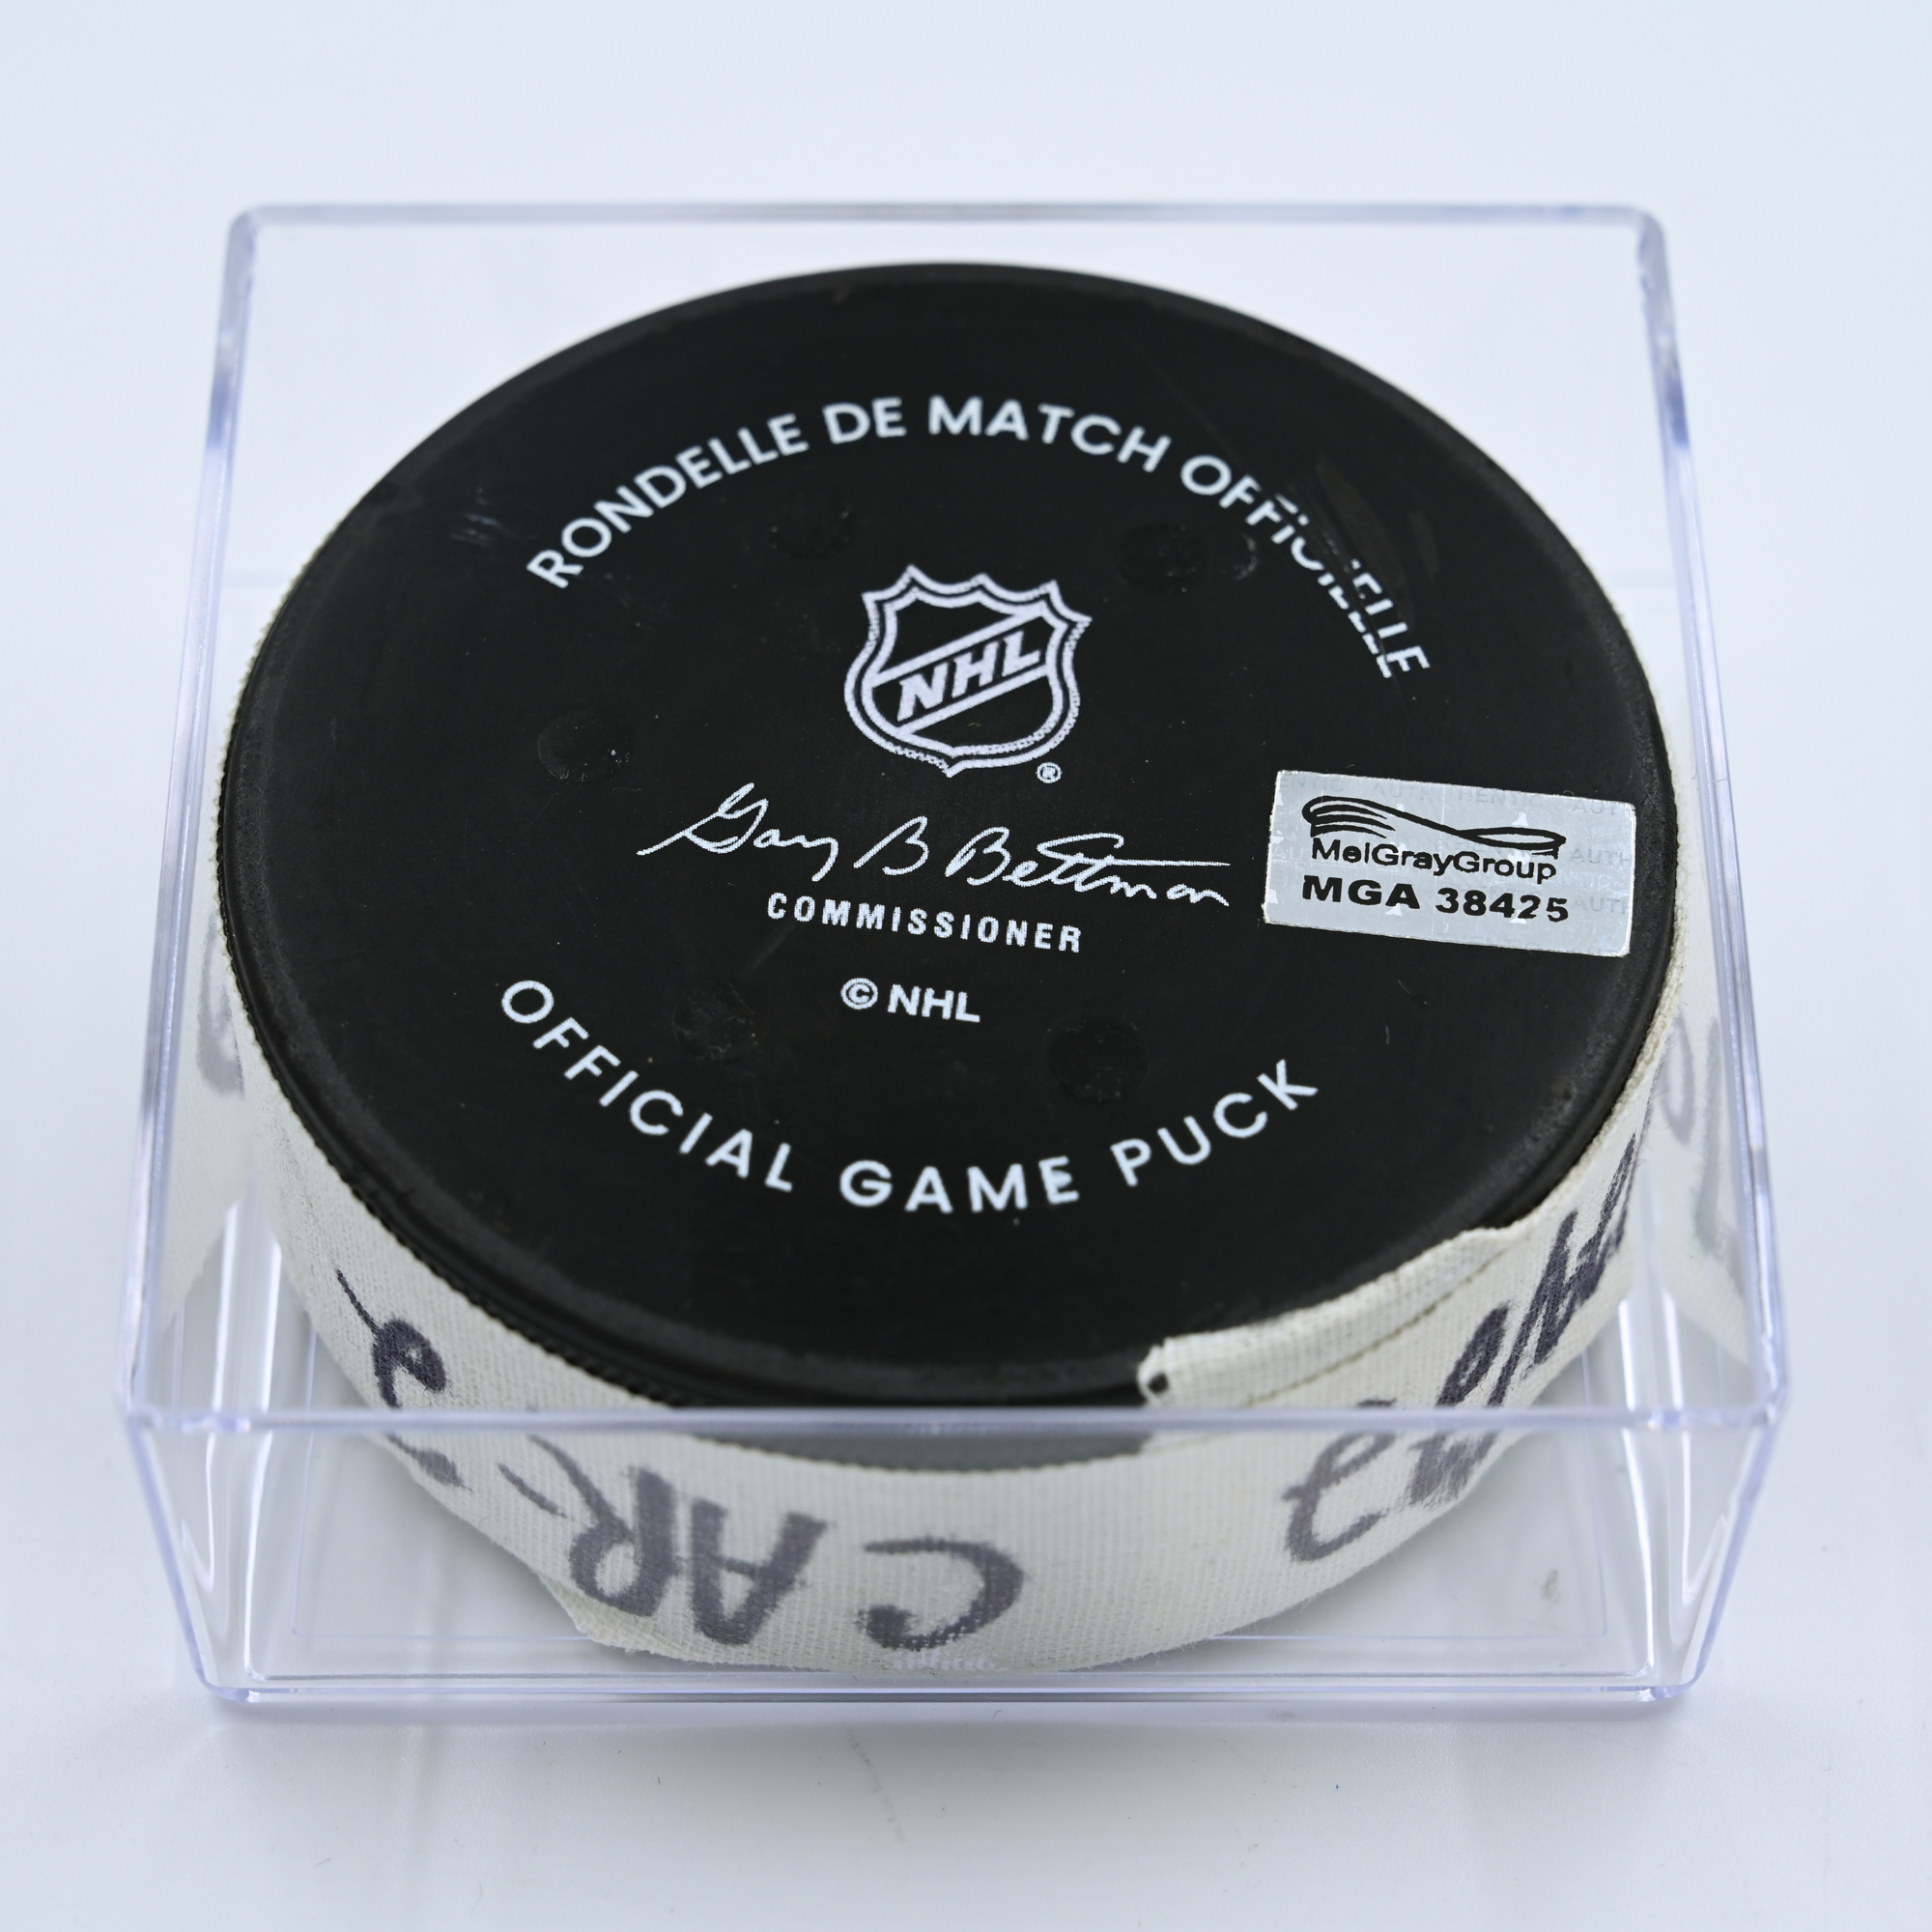 RONDELLE DE MATCH OFFICIELLE
NHL
®
Gary B Bettman
COMMISSIONER
© NHL
OFFICIAL GAME PUCK
MeiGrayGroup
MGA 38425
CAR